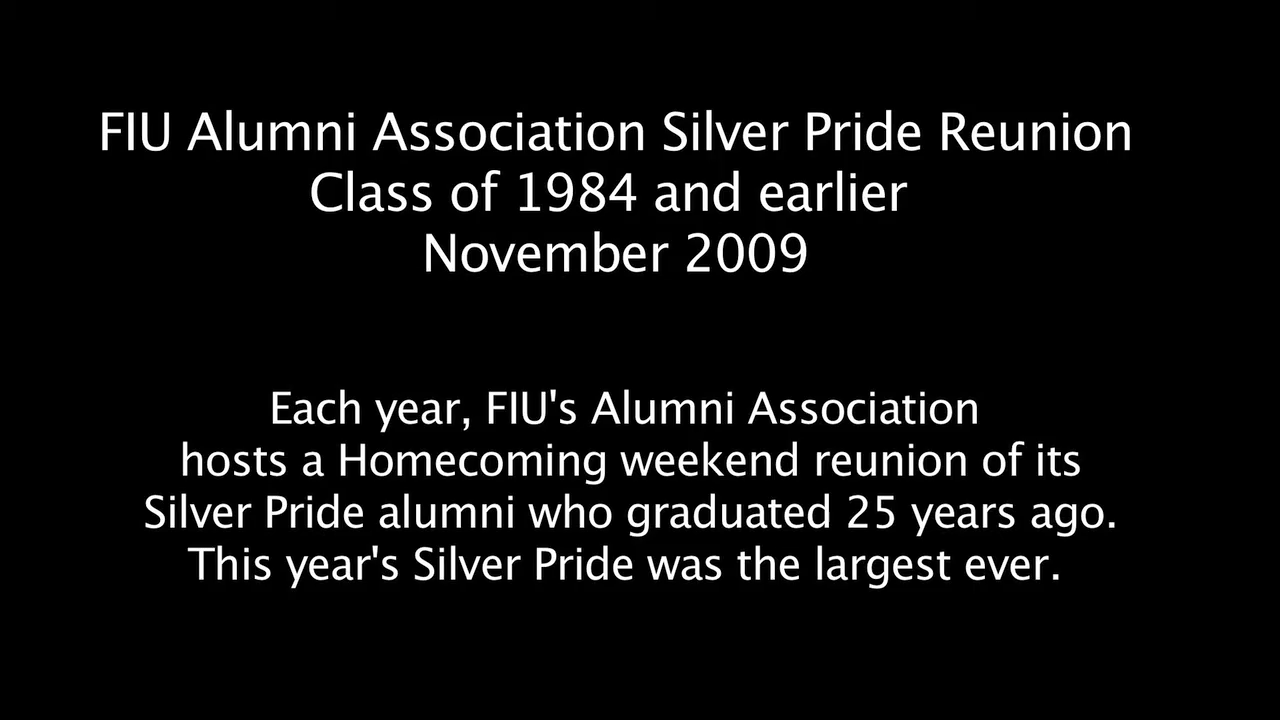 FIU Alumni Association Silver Pride Reunion
Class of 1984 and earlier
November 2009
Each year, FIU's Alumni Association
hosts a Homecoming weekend reunion of its
Silver Pride alumni who graduated 25 years ago.
This year's Silver Pride was the largest ever.